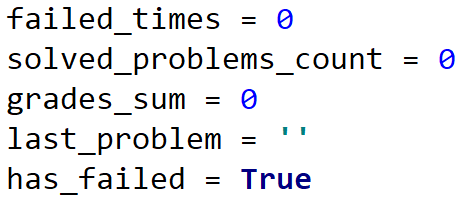 failed_times = 0
solved_problems_count = 0
grades_sum = 0
last_problem = ''
has_failed = True